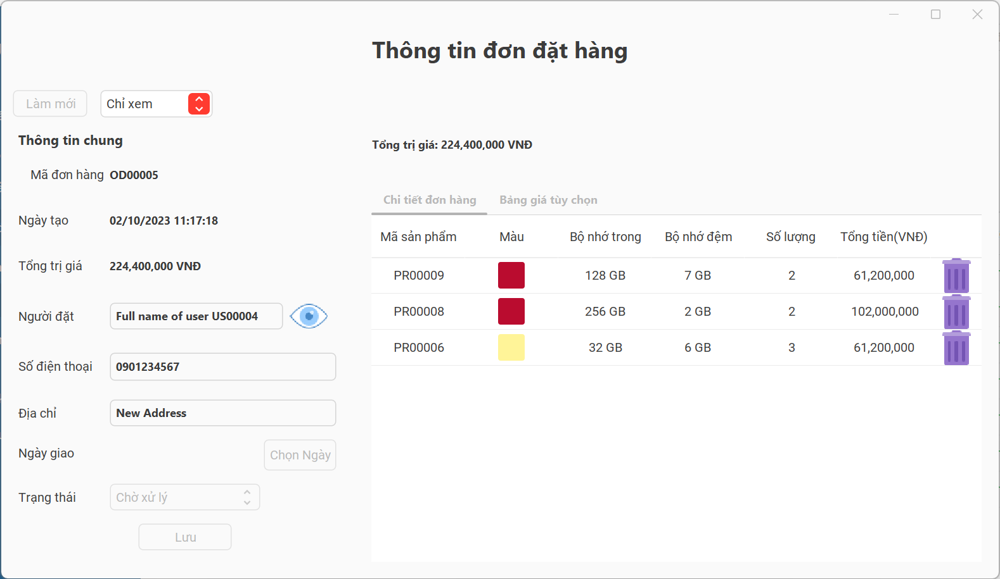 Thông tin đơn đặt hàng
Làm mới
Chỉ xem
Thông tin chung
Mã đơn hàng OD00005
Ngày tạo 02/10/2023 11:17:18
Tổng trị giá 224,400,000 VNĐ
Người đặt Full name of user US00004
Số điện thoại 0901234567
Địa chỉ New Address
Ngày giao Chọn Ngày
Trạng thái Chờ xử lý
Lưu
Tổng trị giá: 224,400,000 VNĐ
Chi tiết đơn hàng Bảng giá tùy chọn
Mã sản phẩm Màu Bộ nhớ trong Bộ nhớ đệm Số lượng Tổng tiền(VNĐ)
PR00009 128 GB 7 GB 2 61,200,000
PR00008 256 GB 2 GB 2 102,000,000
PR00006 32 GB 6 GB 3 61,200,000